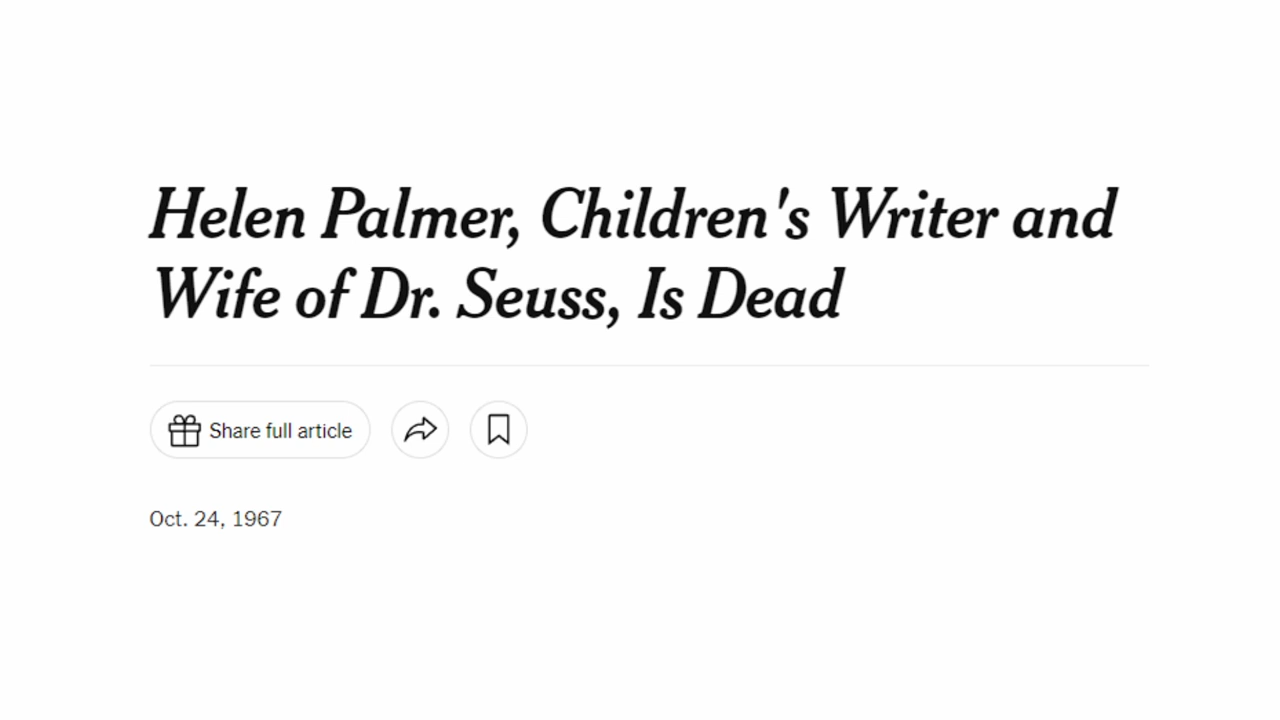 Helen Palmer, Children's Writer and
Wife of Dr. Seuss, Is Dead
Share full article
Oct. 24, 1967